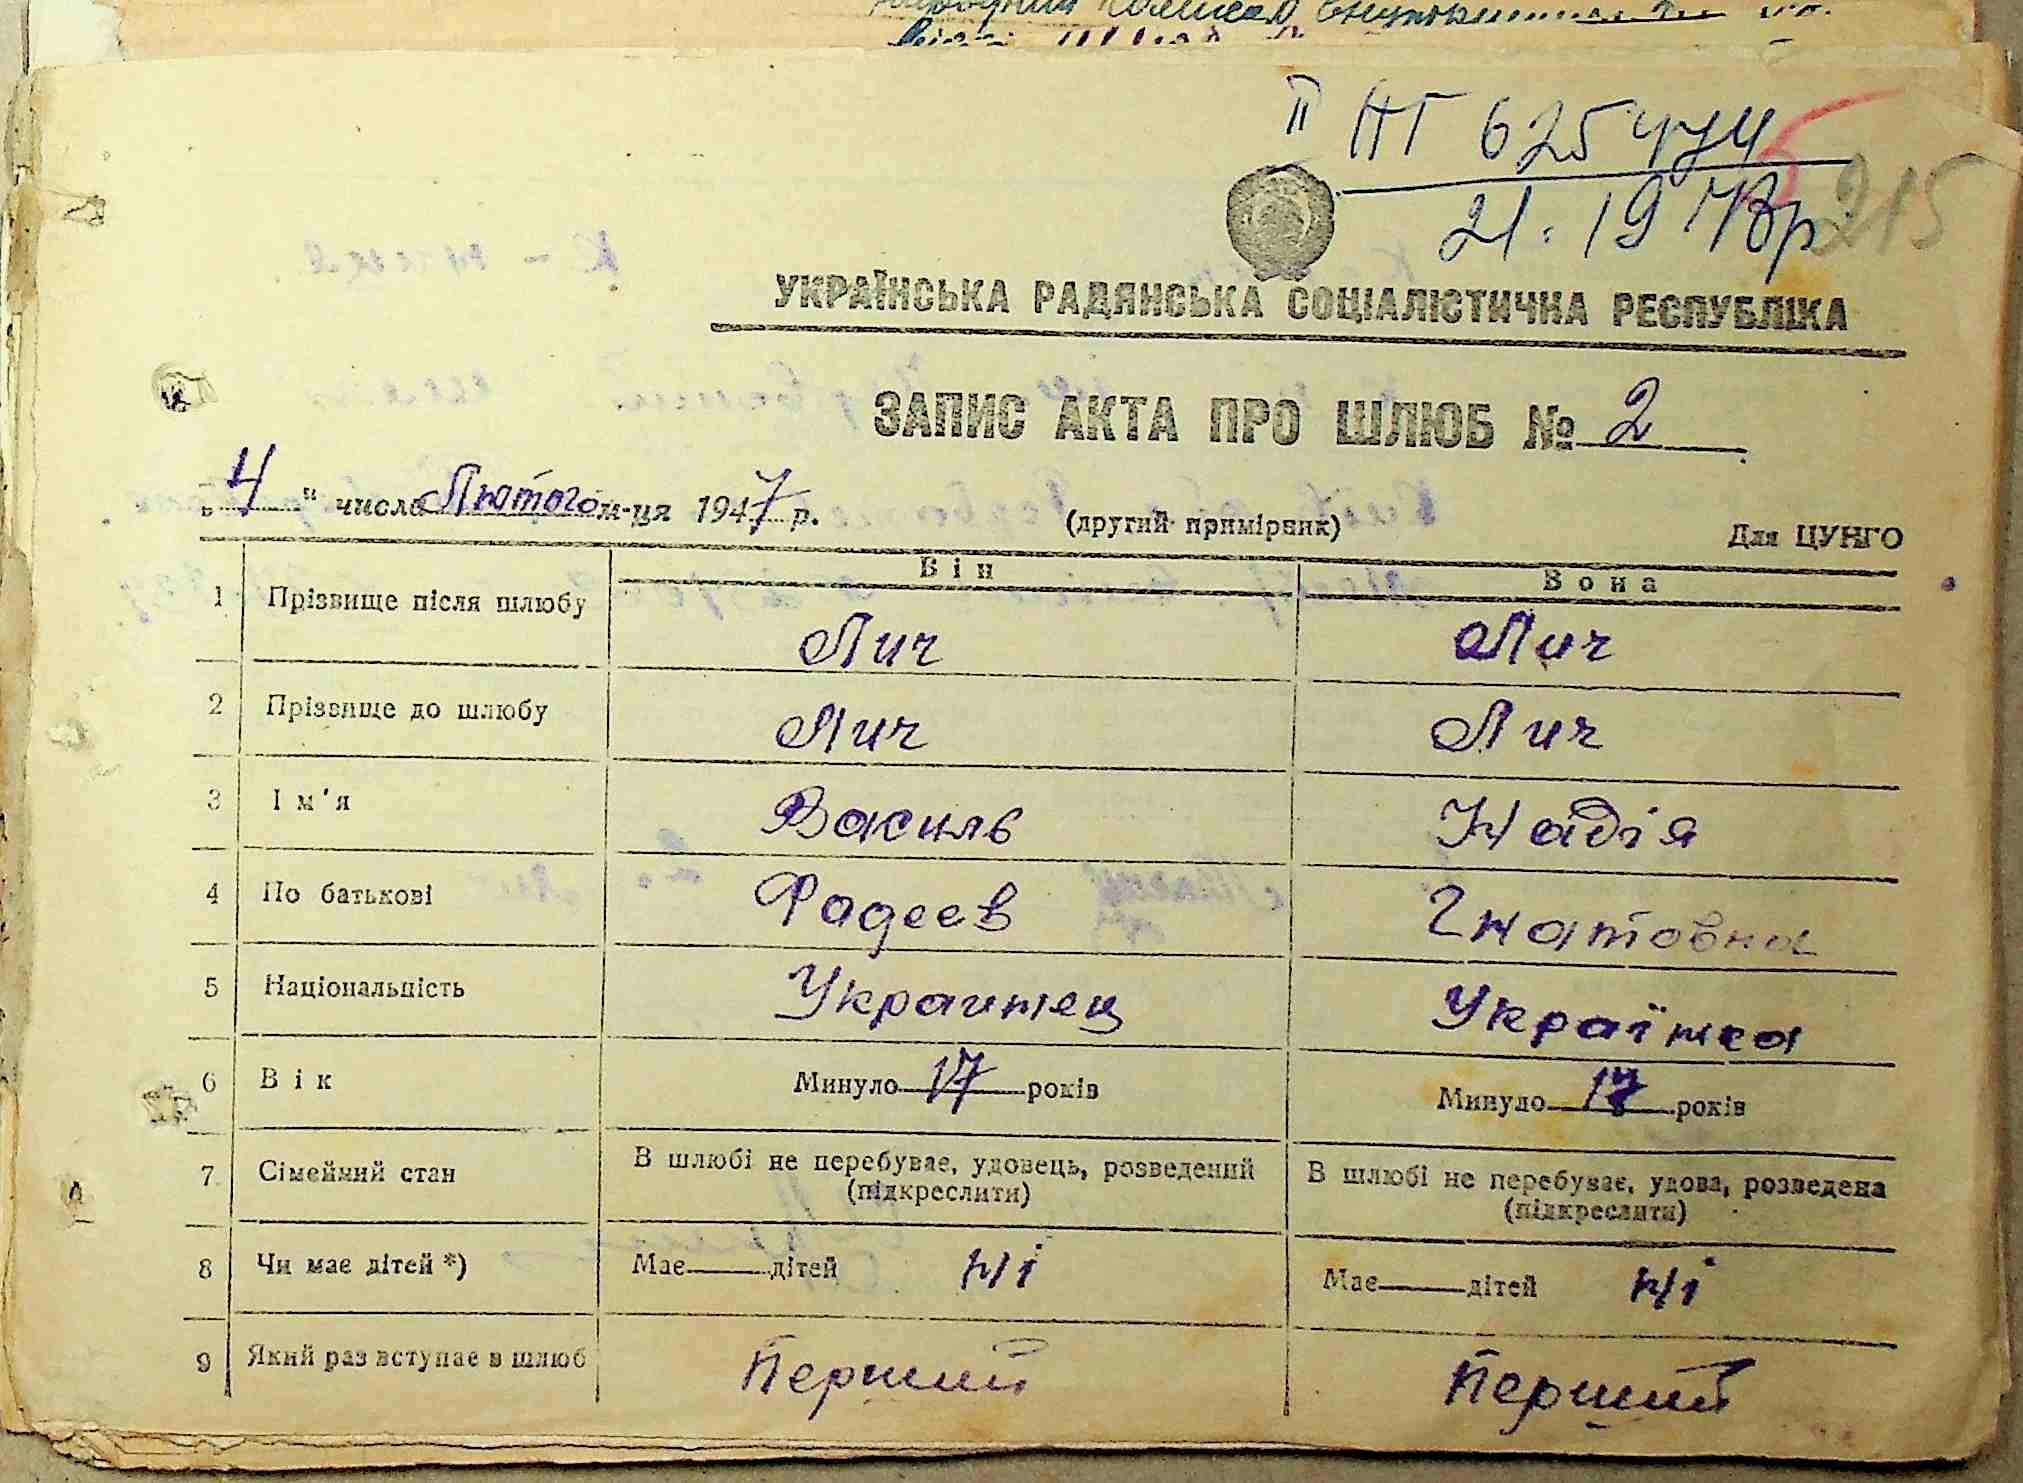 II НГ 625444
21.1947р
215
УКРАЇНСЬКА РАДЯНСЬКА СОЦІАЛІСТИЧНА РЕСПУБЛІКА
ЗАПИС АКТА ПРО ШЛЮБ № 2
„ 4 " числа Лютого м-ця 1947 р. (другий примірник) Для ЦУНГО
Він Вона
1 Прізвище після шлюбу Лич Лич
2 Прізвище до шлюбу Лич Лич
3 Ім'я Василь Надія
4 По батькові Фадеев Гнатовна
5 Національність Украинец Українка
6 Вік Минуло 17 років Минуло років
7 Сімейний стан В шлюбі не перебуває, удовець, розведений (підкреслити) В шлюбі не перебуває, удова, розведена (підкреслити)
8 Чи має дітей *) Має дітей ні Має дітей ні
9 Який раз вступає в шлюб Перший Перший